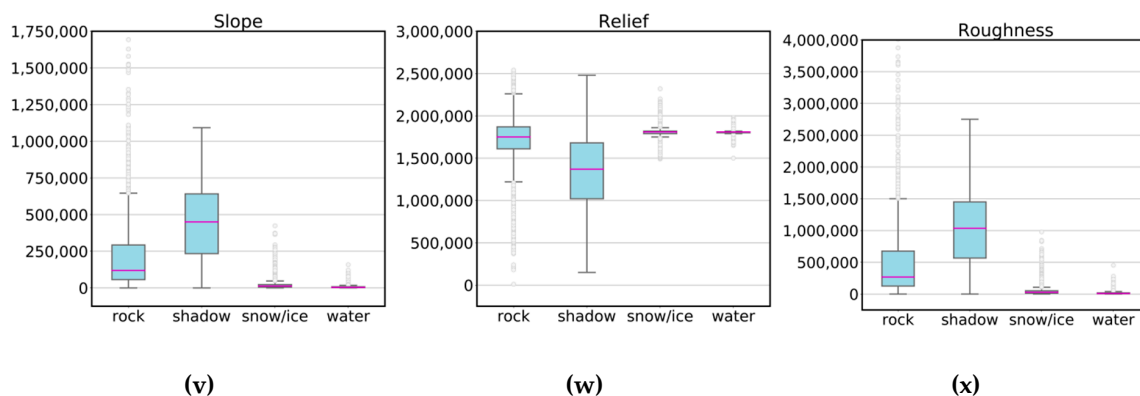 Slope
1,750,000
1,500,000
1,250,000
1,000,000
750,000
500,000
250,000
0
rock shadow snow/ice water
(v)
Relief
3,000,000
2,500,000
2,000,000
1,500,000
1,000,000
500,000
0
rock shadow snow/ice water
(w)
Roughness
4,000,000
3,500,000
3,000,000
2,500,000
2,000,000
1,500,000
1,000,000
500,000
0
rock shadow snow/ice water
(x)